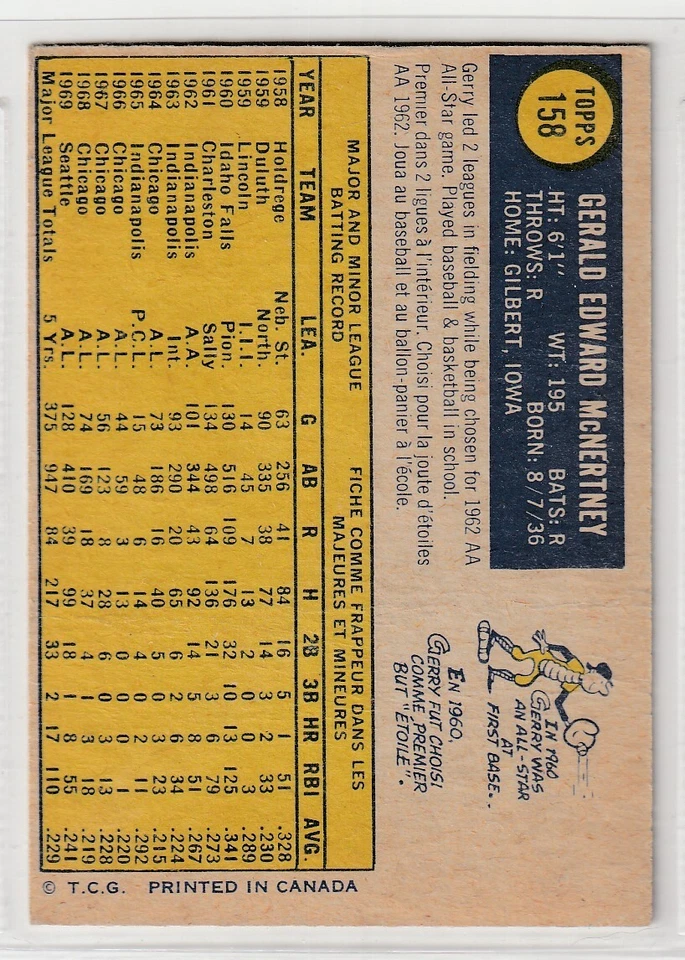 TOPPS
158
GERALD EDWARD McNERTNEY
HT: 6'1" WT: 195 BATS: R
THROWS: R BORN: 8/7/36
HOME: GILBERT, IOWA
Gerry led 2 leagues in fielding while being chosen for 1962 AA
All-Star game. Played baseball & basketball in school.
Premier dans 2 ligues à l'intérieur. Choisi pour la joute d'étoiles
AA 1962. Joua au baseball et au ballon-panier à l'école.
IN 1960
GERRY WAS
AN ALL-STAR
AT
FIRST BASE..
EN 1960,
GERRY FUT CHOISI
COMME PREMIER
BUT "ETOILE".
MAJOR AND MINOR LEAGUE
BATTING RECORD
FICHE COMME FRAPPEUR DANS LES
MAJEURES ET MINEURES
YEAR TEAM LEA. G AB R H 2B 3B HR RBI AVG.
1958 Holdrege Neb. St. 63 256 41 84 16 5 1 51 .328
1959 Duluth North. 90 335 38 77 14 3 2 33 .230
1959 Lincoln I.I.I. 14 45 7 13 2 0 0 3 .289
1960 Idaho Falls Pion. 130 516 109 176 32 10 13 125 .341
1961 Charleston Sally 134 498 64 136 21 3 6 79 .273
1962 Indianapolis A.A. 101 344 43 92 14 5 8 51 .267
1963 Indianapolis Int. 93 290 20 65 6 2 6 34 .224
1964 Chicago A.L. 73 186 16 40 5 0 3 23 .215
1965 Indianapolis P.C.L. 15 48 6 14 4 0 2 11 .292
1966 Chicago A.L. 44 59 3 13 0 0 0 1 .220
1967 Chicago A.L. 56 123 8 28 6 0 3 13 .228
1968 Chicago A.L. 74 169 18 37 4 1 3 18 .219
1969 Seattle A.L. 128 410 39 99 18 1 8 55 .241
Major League Totals 5 Yrs. 375 947 84 217 33 2 17 110 .229
© T.C.G. PRINTED IN CANADA